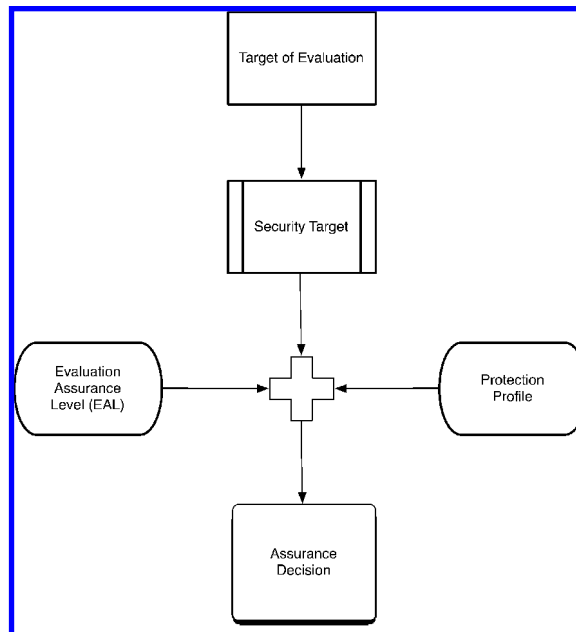 Target of Evaluation
Security Target
Evaluation
Assurance
Level (EAL)
Protection
Profile
Assurance
Decision